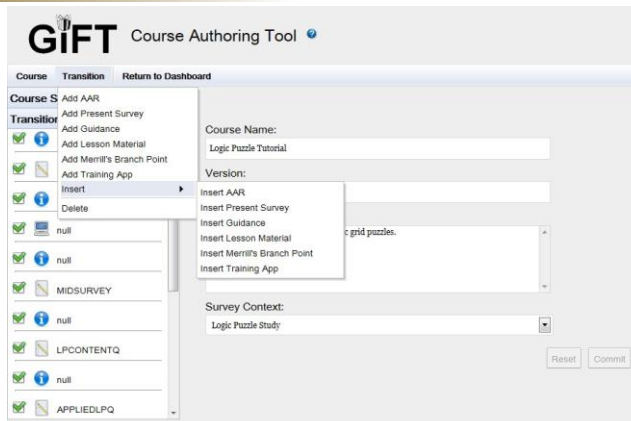 GIFT Course Authoring Tool
Course Transition Return to Dashboard
Course S
Transition
Add AAR
Add Present Survey
Add Guidance
Add Lesson Material
Add Merrill's Branch Point
Add Training App
Insert
Delete
Insert AAR
Insert Present Survey
Insert Guidance
Insert Lesson Material
Insert Merrill's Branch Point
Insert Training App
null
null
MIDSURVEY
null
LPCONTENTQ
null
APPLIEDLPQ
Course Name:
Logic Puzzle Tutorial
Version:
grid puzzles.
Survey Context:
Logic Puzzle Study
Reset Commit